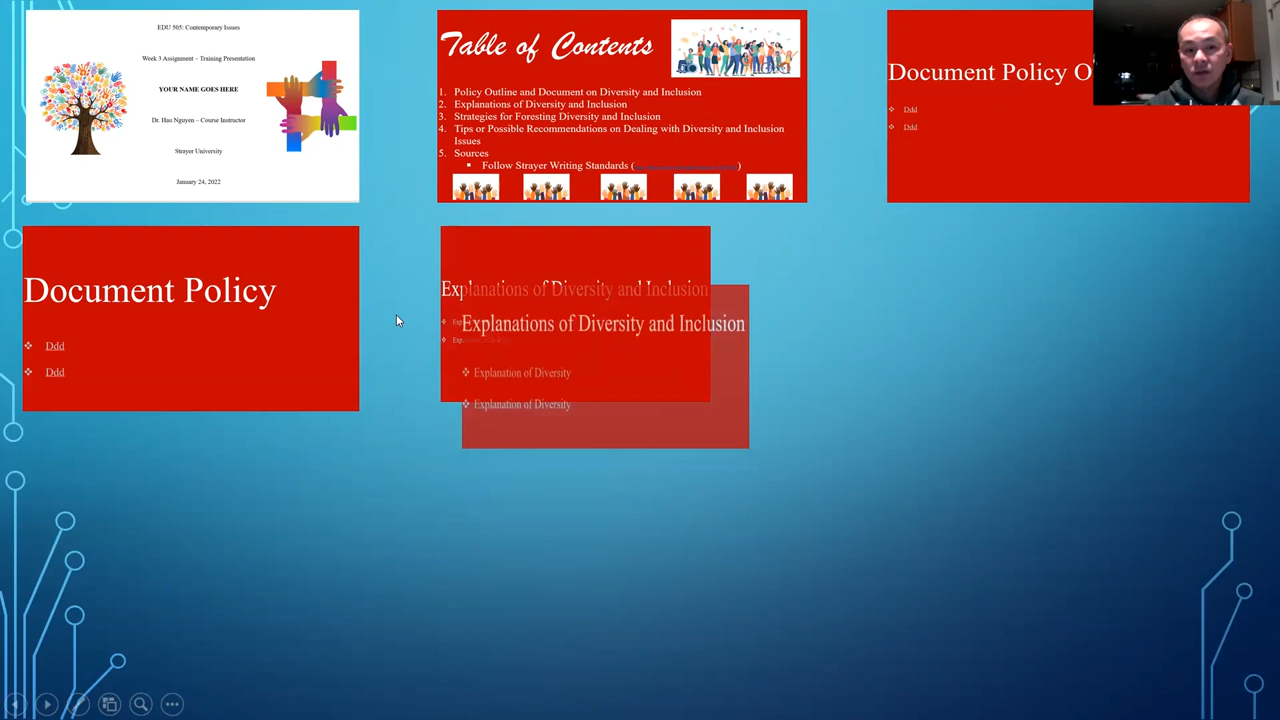 EDU 505: Contemporary Issues
Week 3 Assignment – Training Presentation
YOUR NAME GOES HERE
Dr. Hau Nguyen – Course Instructor
Strayer University
January 24, 2022
Table of Contents
1. Policy Outline and Document on Diversity and Inclusion
2. Explanations of Diversity and Inclusion
3. Strategies for Foresting Diversity and Inclusion
4. Tips or Possible Recommendations on Dealing with Diversity and Inclusion
Issues
5. Sources
Follow Strayer Writing Standards ( )
Document Policy O
Ddd
Ddd
Document Policy
Ddd
Ddd
Explanations of Diversity and Inclusion
Explanations of Diversity and Inclusion
Explanation of Diversity
Explanation of Diversity